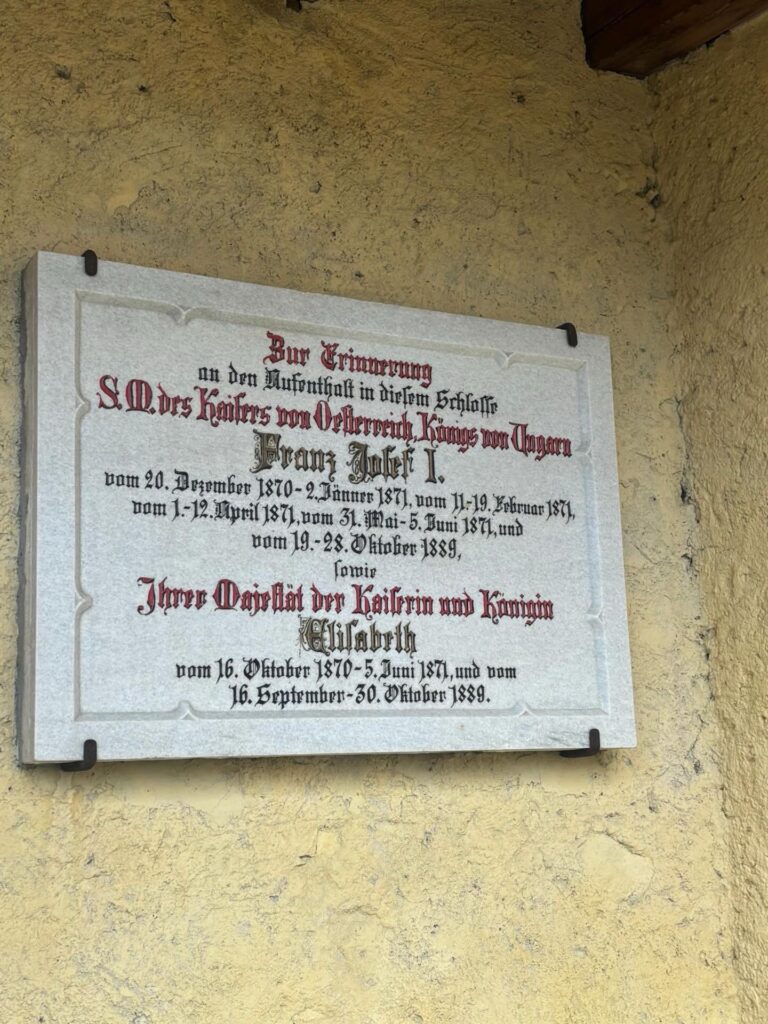 Zur Erinnerung
an den Aufenthalt in diesem Schlosse
S. M. des Kaisers von Oesterreich, Königs von Ungarn
Franz Josef I.
vom 20. Dezember 1870 - 2. Jänner 1871, vom 11.-19. Februar 1871,
vom 1.-12. April 1871, vom 31. Mai - 5. Juni 1871, und
vom 19.-28. Oktober 1889,
sowie
Ihrer Majestät der Kaiserin und Königin
Elisabeth
vom 16. Oktober 1870 - 5. Juni 1871, und vom
16. September - 30. Oktober 1889.